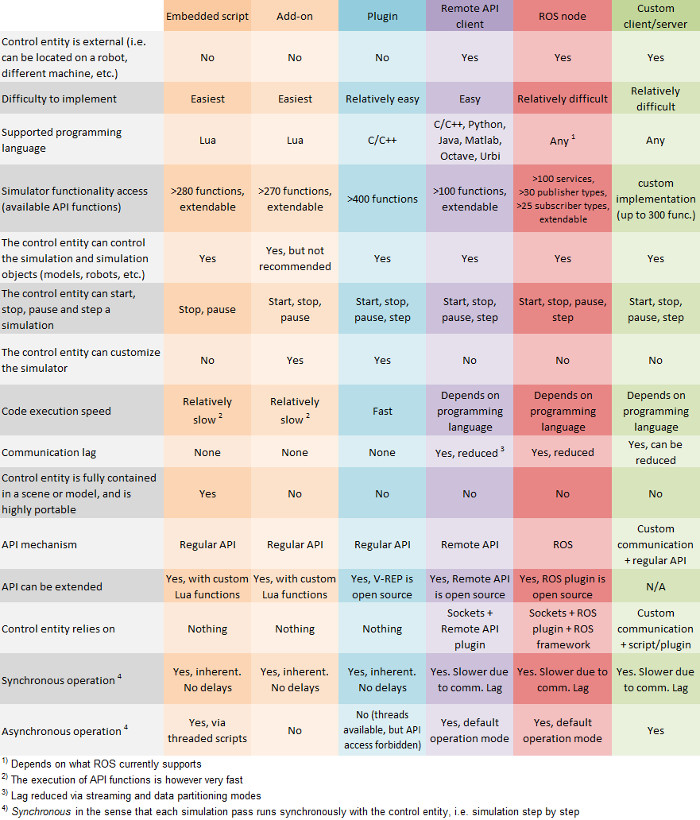 Embedded script Add-on Plugin Remote API client ROS node Custom client/server
Control entity is external (i.e. can be located on a robot, different machine, etc.) No No No Yes Yes Yes
Difficulty to implement Easiest Easiest Relatively easy Easy Relatively difficult Relatively difficult
Supported programming language Lua Lua C/C++ C/C++, Python, Java, Matlab, Octave, Urbi Any 1 Any
Simulator functionality access (available API functions) >280 functions, extendable >270 functions, extendable >400 functions >100 functions, extendable >100 services, >30 publisher types, >25 subscriber types, extendable custom implementation (up to 300 func.)
The control entity can control the simulation and simulation objects (models, robots, etc.) Yes Yes, but not recommended Yes Yes Yes Yes
The control entity can start, stop, pause and step a simulation Stop, pause Start, stop, pause Start, stop, pause, step Start, stop, pause, step Start, stop, pause, step Start, stop, pause, step
The control entity can customize the simulator No Yes Yes No No No
Code execution speed Relatively slow 2 Relatively slow 2 Fast Depends on programming language Depends on programming language Depends on programming language
Communication lag None None None Yes, reduced 3 Yes, reduced Yes, can be reduced
Control entity is fully contained in a scene or model, and is highly portable Yes No No No No No
API mechanism Regular API Regular API Regular API Remote API ROS Custom communication + regular API
API can be extended Yes, with custom Lua functions Yes, with custom Lua functions Yes, V-REP is open source Yes, Remote API is open source Yes, ROS plugin is open source N/A
Control entity relies on Nothing Nothing Nothing Sockets + Remote API plugin Sockets + ROS plugin + ROS framework Custom communication + script/plugin
Synchronous operation 4 Yes, inherent. No delays Yes, inherent. No delays Yes, inherent. No delays Yes. Slower due to comm. Lag Yes. Slower due to comm. Lag Yes. Slower due to comm. Lag
Asynchronous operation 4 Yes, via threaded scripts No No (threads available, but API access forbidden) Yes, default operation mode Yes, default operation mode Yes
1) Depends on what ROS currently supports
2) The execution of API functions is however very fast
3) Lag reduced via streaming and data partitioning modes
4) Synchronous in the sense that each simulation pass runs synchronously with the control entity, i.e. simulation step by step